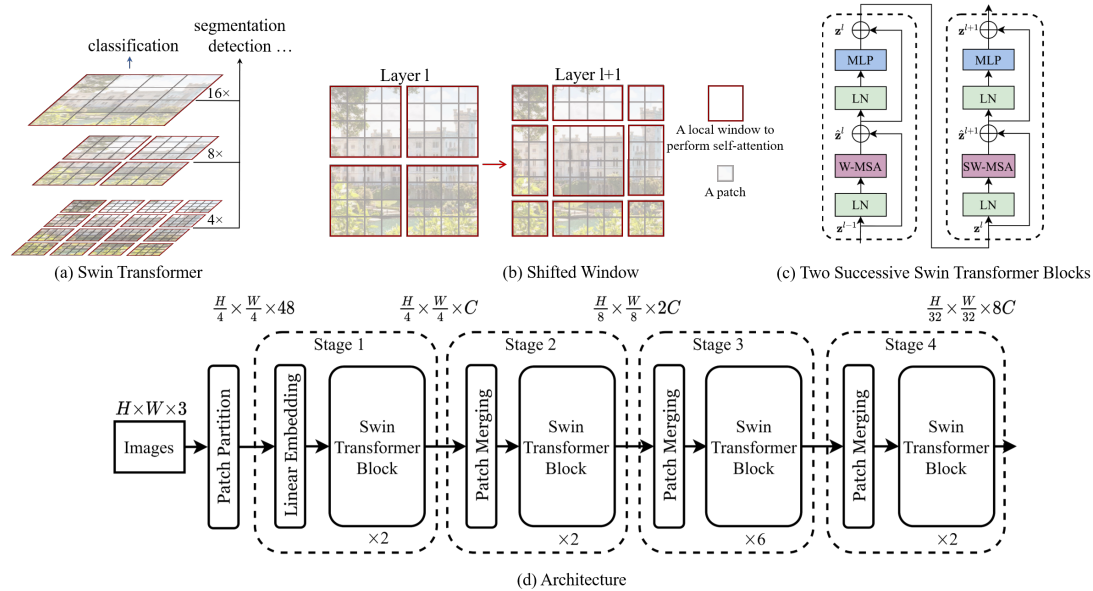 classification
segmentation
detection ...
16×
8×
4×
(a) Swin Transformer
Layer l
Layer l+1
A local window to
perform self-attention
A patch
(b) Shifted Window
z^l
MLP
LN
ẑ^l
W-MSA
LN
z^{l-1}
z^{l+1}
MLP
LN
ẑ^{l+1}
SW-MSA
LN
z^l
(c) Two Successive Swin Transformer Blocks
H/4 × W/4 × 48
H/4 × W/4 × C
H/8 × W/8 × 2C
H/32 × W/32 × 8C
H×W×3
Images
Patch Partition
Stage 1
Linear Embedding
Swin
Transformer
Block
×2
Stage 2
Patch Merging
Swin
Transformer
Block
×2
Stage 3
Patch Merging
Swin
Transformer
Block
×6
Stage 4
Patch Merging
Swin
Transformer
Block
×2
(d) Architecture